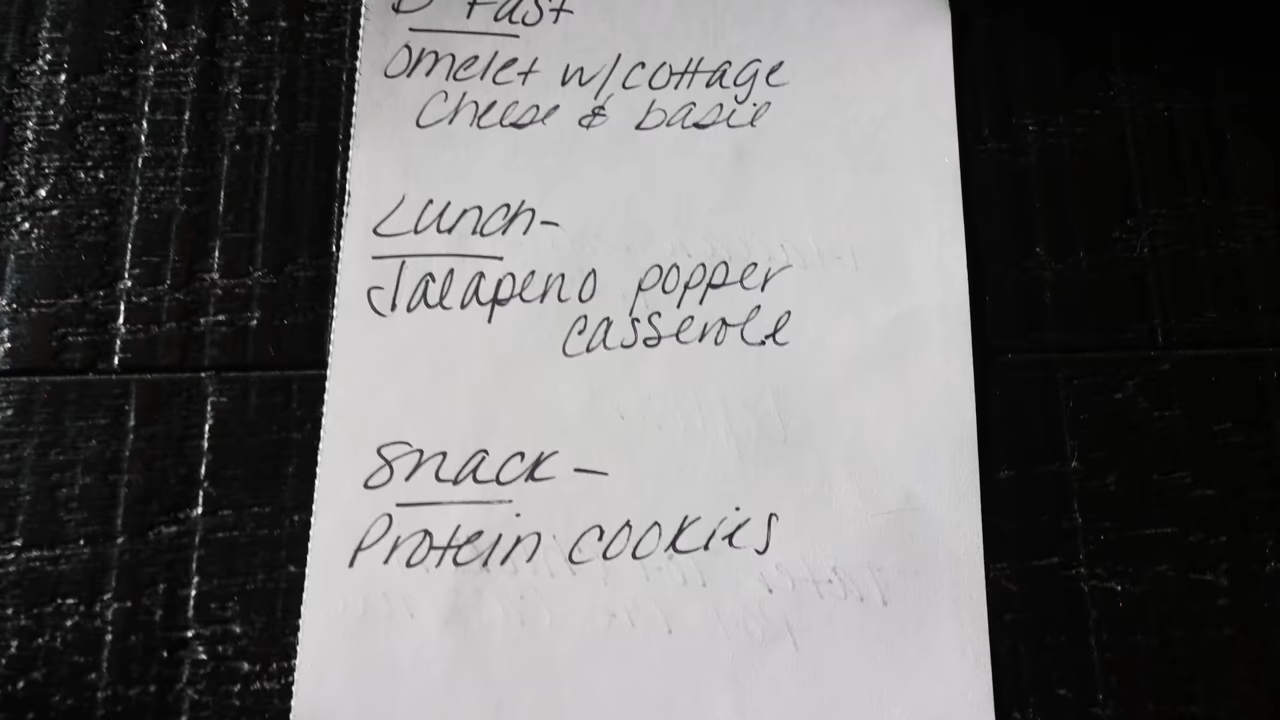 B Fast
Omelet w/cottage
Cheese & basil
Lunch-
Jalapeno popper
casserole
Snack -
Protein cookies